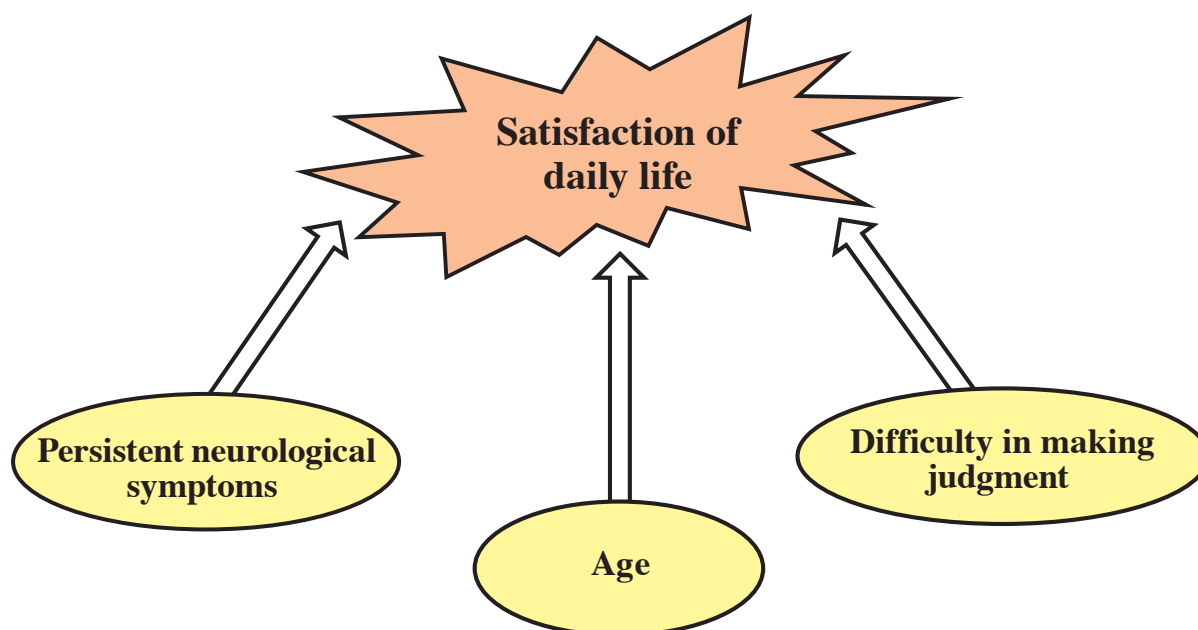 Satisfaction of
daily life
Persistent neurological
symptoms
Difficulty in making
judgment
Age